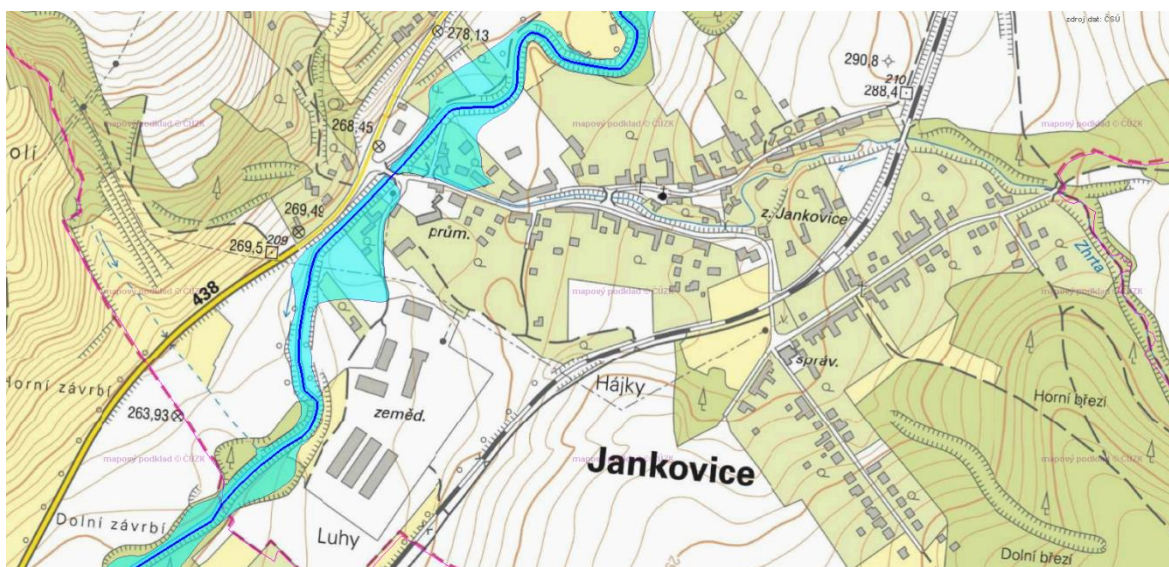 zdroj dat: ČSÚ
278,13
290,8
210
288,4
mapový podklad © ČÚZK
mapový podklad © ČÚZK
mapový podklad © ČÚZK
268,45
olí
269,49
prům.
z. Jankovice
269,5
209
Zhrta
438
mapový podklad © ČÚZK
mapový podklad © ČÚZK
mapový podklad © ČÚZK
správ.
Horní závrbí
Hájky
263,93
zeměd.
Horní březí
mapový podklad © ČÚZK
mapový podklad © ČÚZK
mapový podklad © ČÚZK
Jankovice
Dolní závrbí
Luhy
Dolní březí